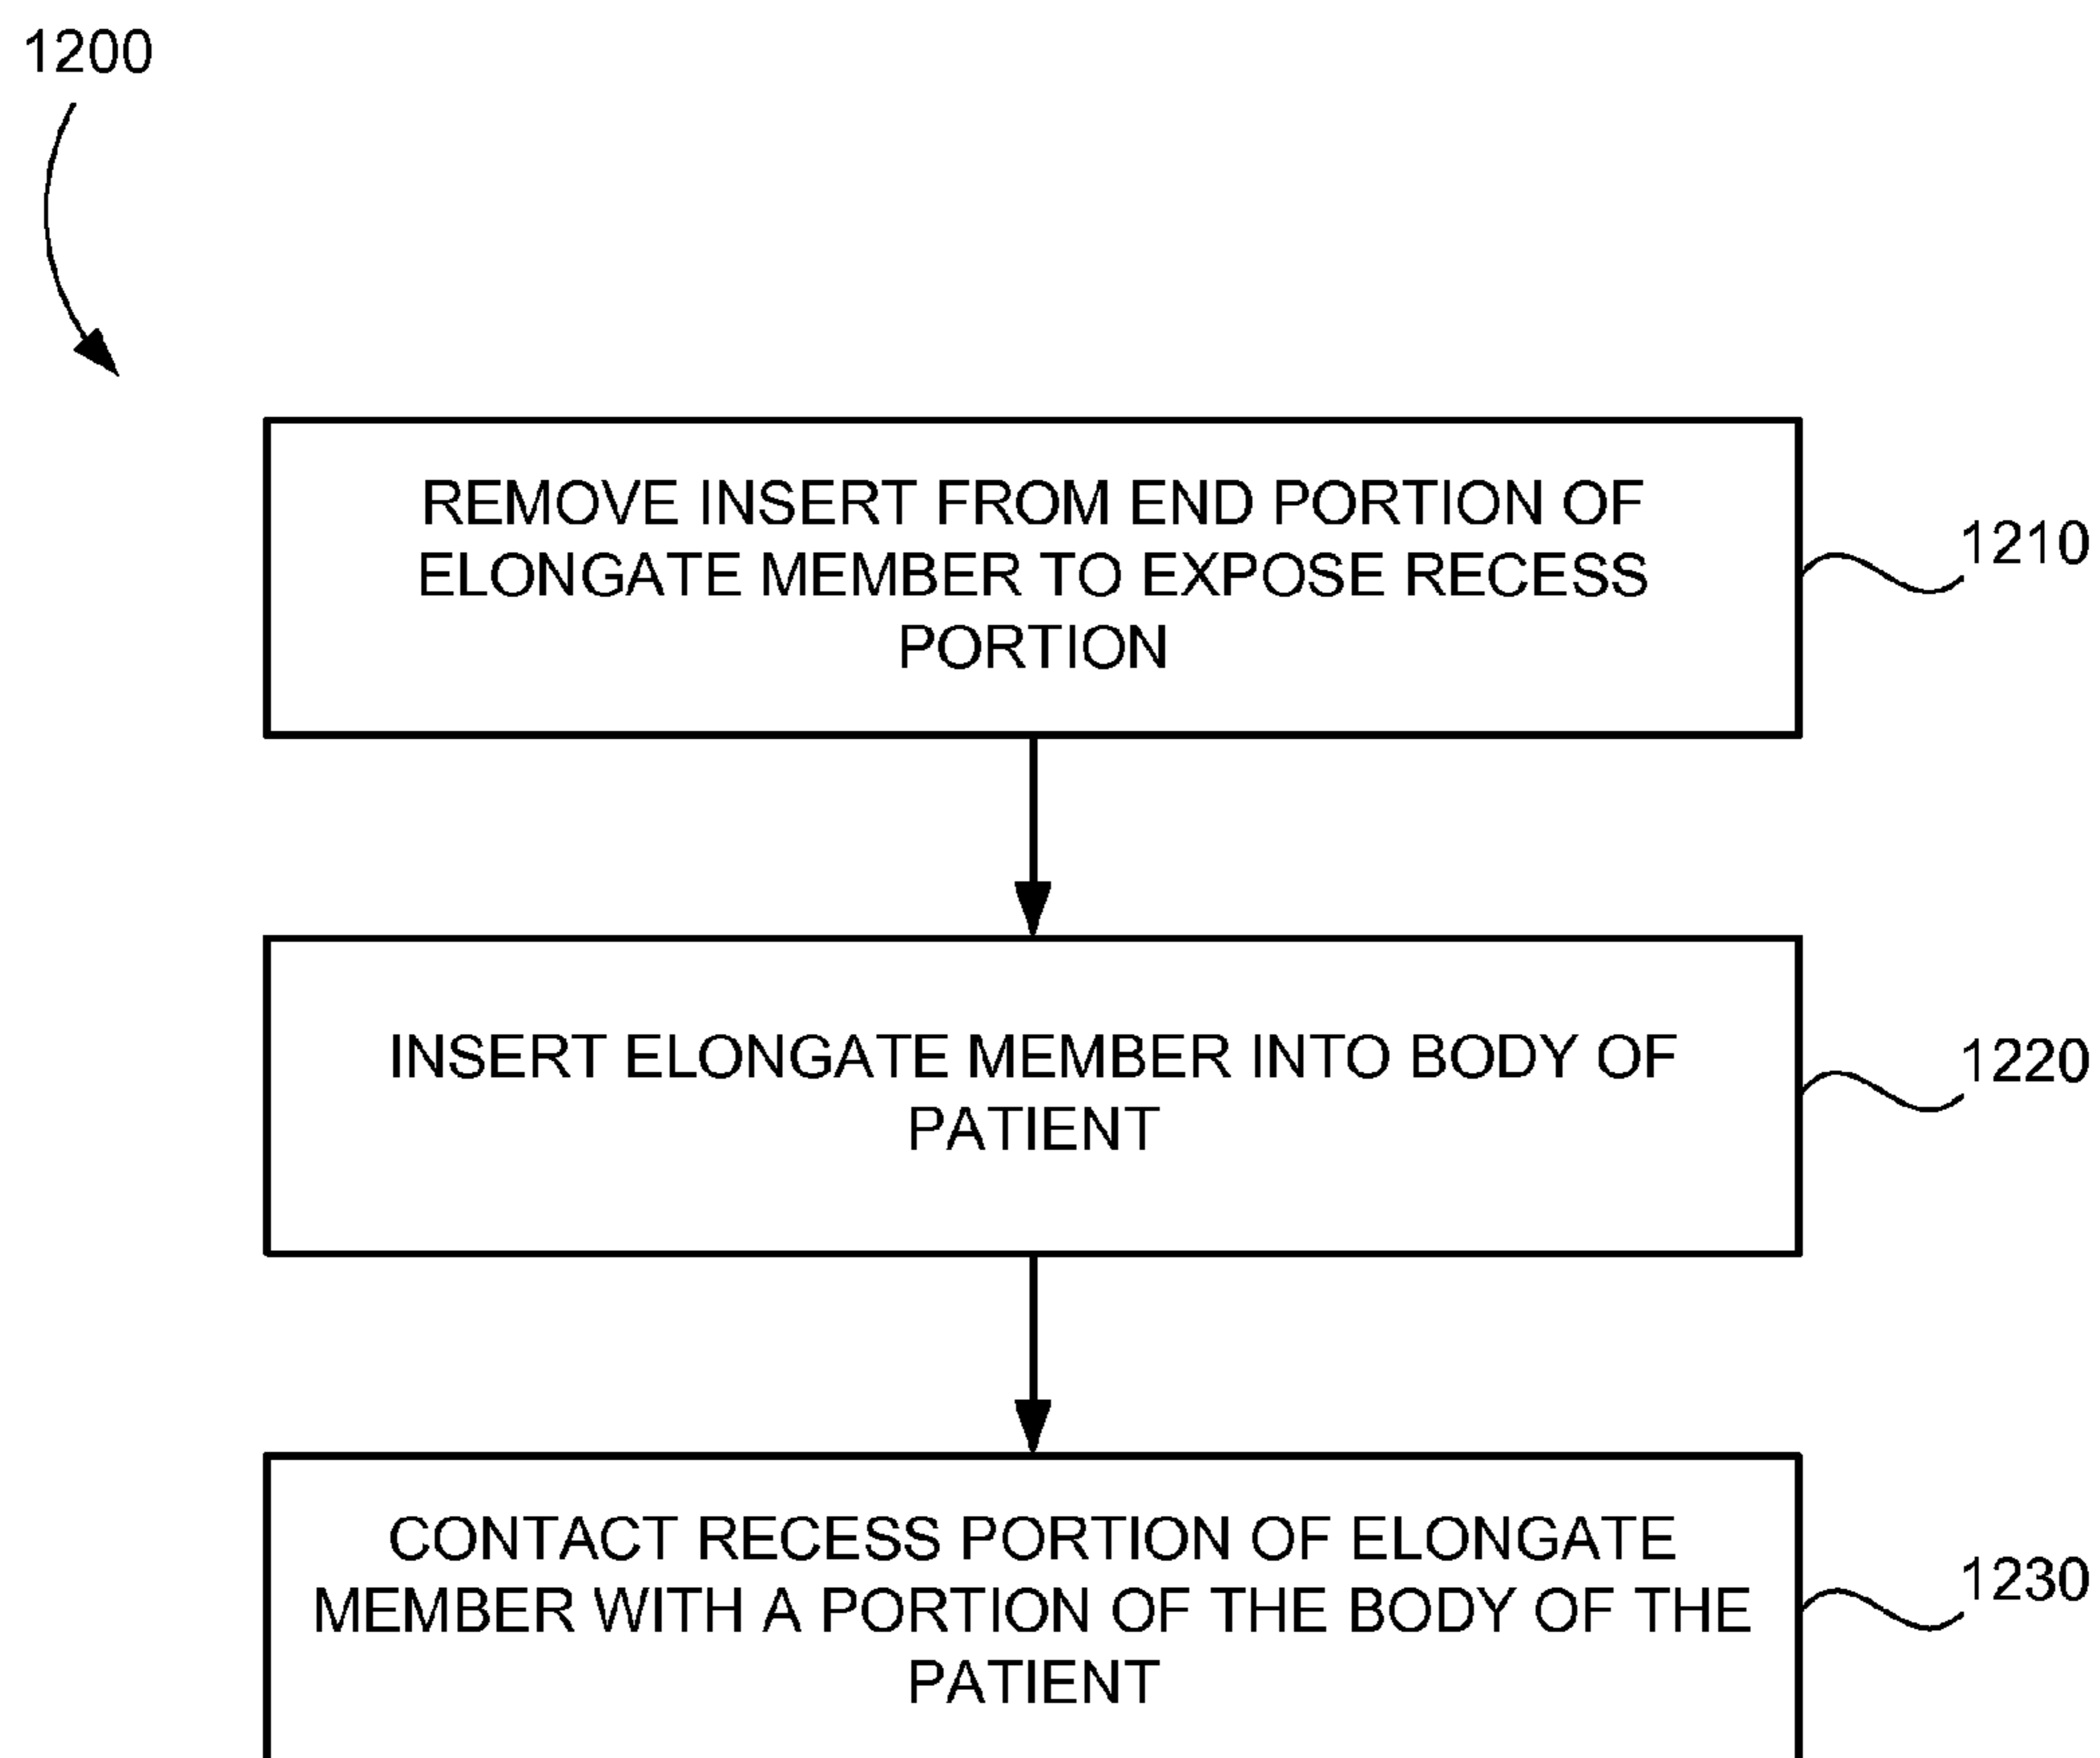 1200
REMOVE INSERT FROM END PORTION OF
ELONGATE MEMBER TO EXPOSE RECESS
PORTION
1210
INSERT ELONGATE MEMBER INTO BODY OF
PATIENT
1220
CONTACT RECESS PORTION OF ELONGATE
MEMBER WITH A PORTION OF THE BODY OF THE
PATIENT
1230